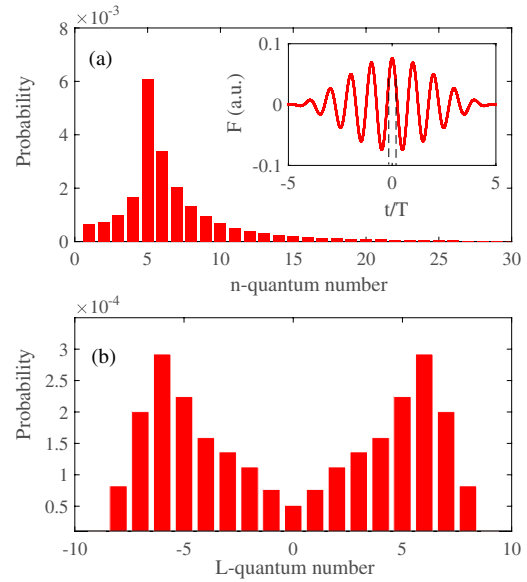 ×10⁻³
8
6
4
2
0
Probability
(a)
0.1
0
-0.1
F (a.u.)
-5 0 5
t/T
0 5 10 15 20 25 30
n-quantum number
×10⁻⁴
3.5
3
2.5
2
1.5
1
0.5
Probability
(b)
-10 -5 0 5 10
L-quantum number